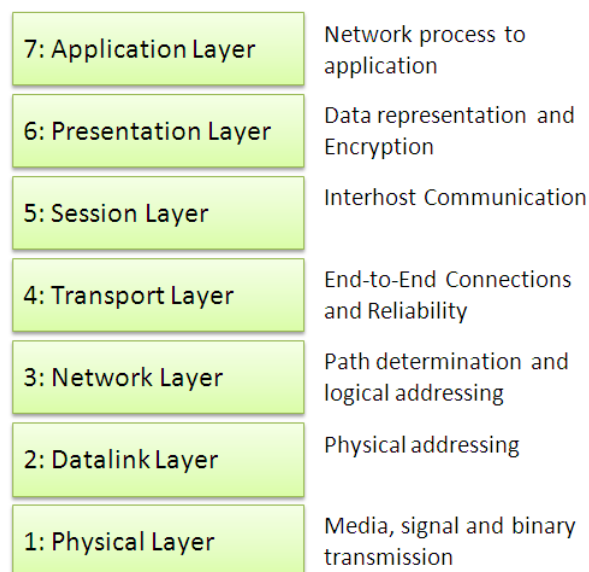 7: Application Layer
Network process to
application
6: Presentation Layer
Data representation and
Encryption
5: Session Layer
Interhost Communication
4: Transport Layer
End-to-End Connections
and Reliability
3: Network Layer
Path determination and
logical addressing
2: Datalink Layer
Physical addressing
1: Physical Layer
Media, signal and binary
transmission